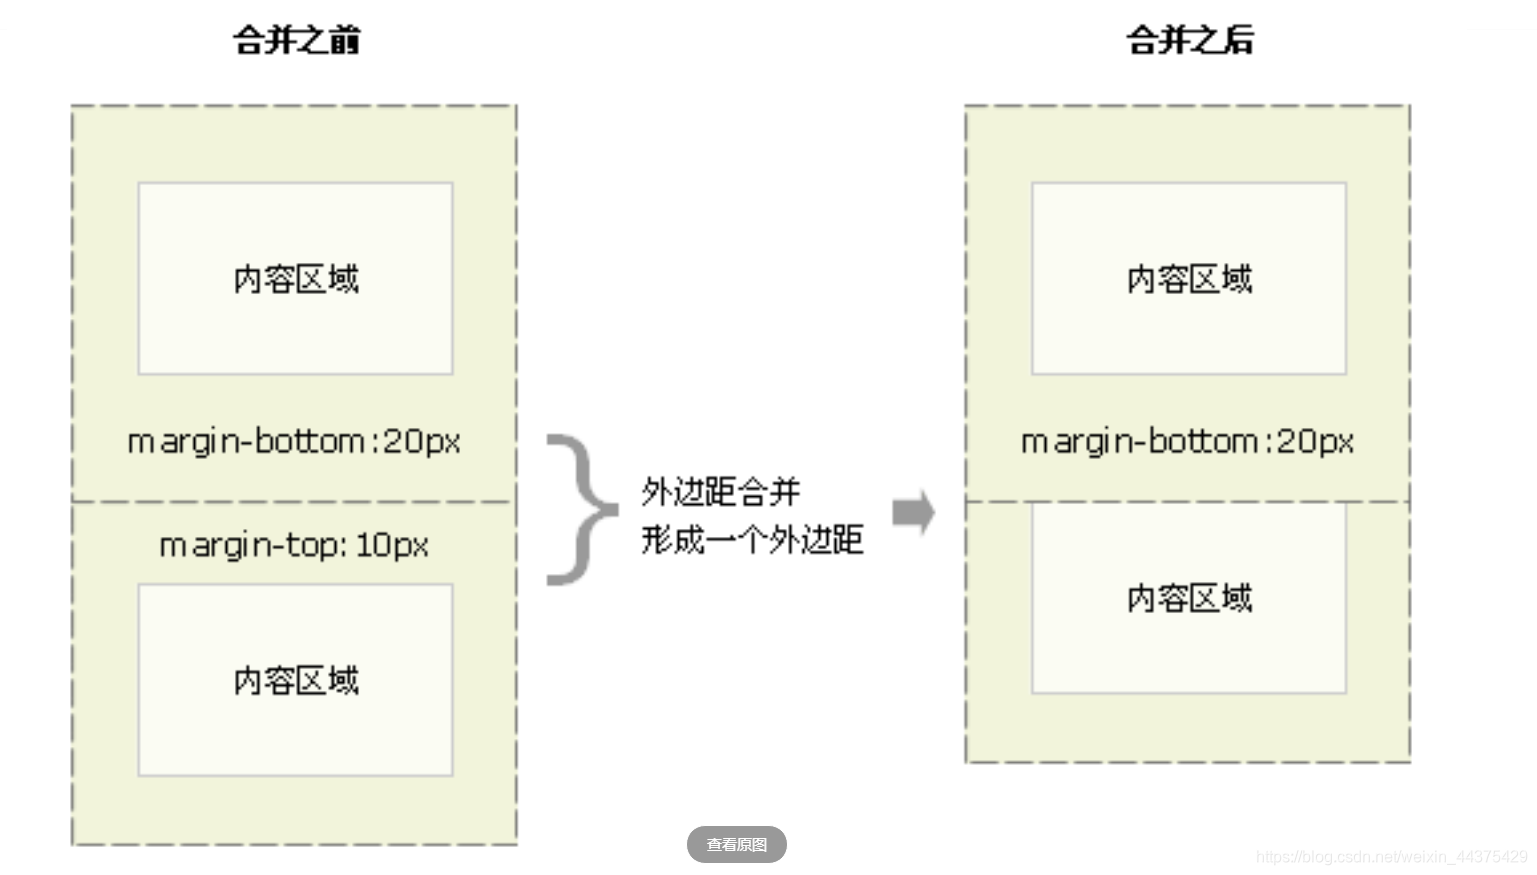 合并之前
合并之后
内容区域
margin-bottom:20px
margin-top:10px
内容区域
外边距合并
形成一个外边距
内容区域
margin-bottom:20px
内容区域
查看原图
https://blog.csdn.net/weixin_44375429